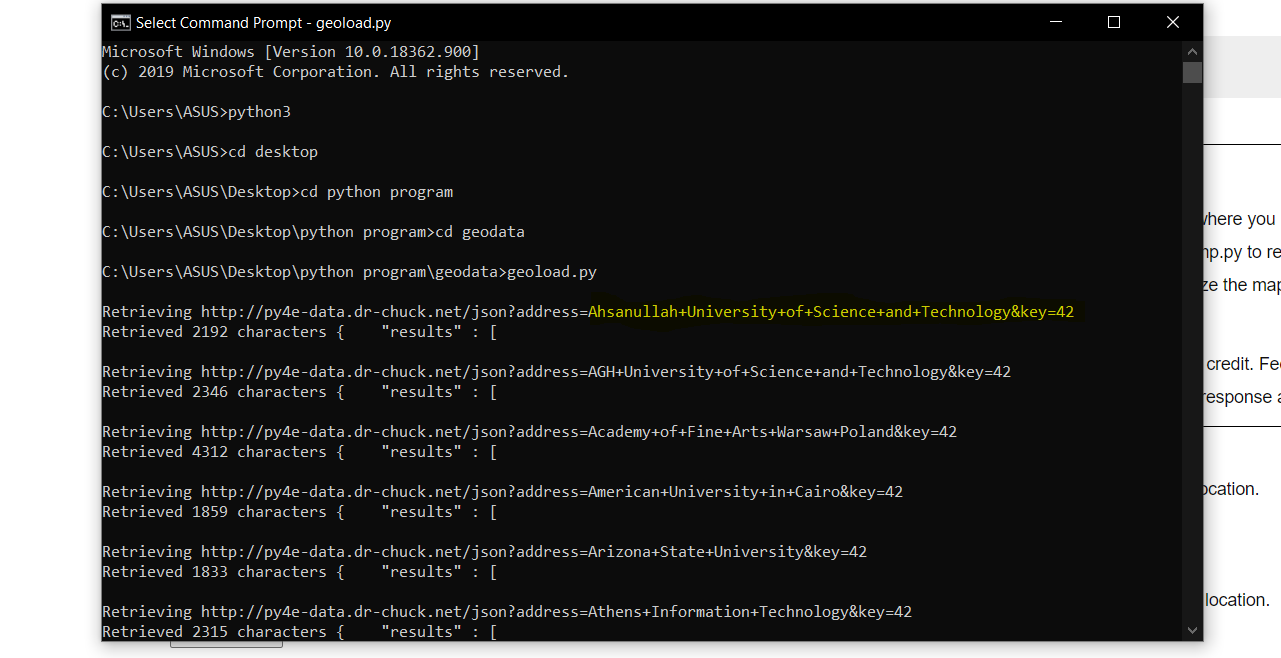 Select Command Prompt - geoload.py
Microsoft Windows [Version 10.0.18362.900]
(c) 2019 Microsoft Corporation. All rights reserved.
C:\Users\ASUS>python3
C:\Users\ASUS>cd desktop
C:\Users\ASUS\Desktop>cd python program
C:\Users\ASUS\Desktop\python program>cd geodata
C:\Users\ASUS\Desktop\python program\geodata>geoload.py
Retrieving http://py4e-data.dr-chuck.net/json?address=Ahsanullah+University+of+Science+and+Technology&key=42
Retrieved 2192 characters {    "results" : [
Retrieving http://py4e-data.dr-chuck.net/json?address=AGH+University+of+Science+and+Technology&key=42
Retrieved 2346 characters {    "results" : [
Retrieving http://py4e-data.dr-chuck.net/json?address=Academy+of+Fine+Arts+Warsaw+Poland&key=42
Retrieved 4312 characters {    "results" : [
Retrieving http://py4e-data.dr-chuck.net/json?address=American+University+in+Cairo&key=42
Retrieved 1859 characters {    "results" : [
Retrieving http://py4e-data.dr-chuck.net/json?address=Arizona+State+University&key=42
Retrieved 1833 characters {    "results" : [
Retrieving http://py4e-data.dr-chuck.net/json?address=Athens+Information+Technology&key=42
Retrieved 2315 characters {    "results" : [
you
.py to re
the map
credit.
location.